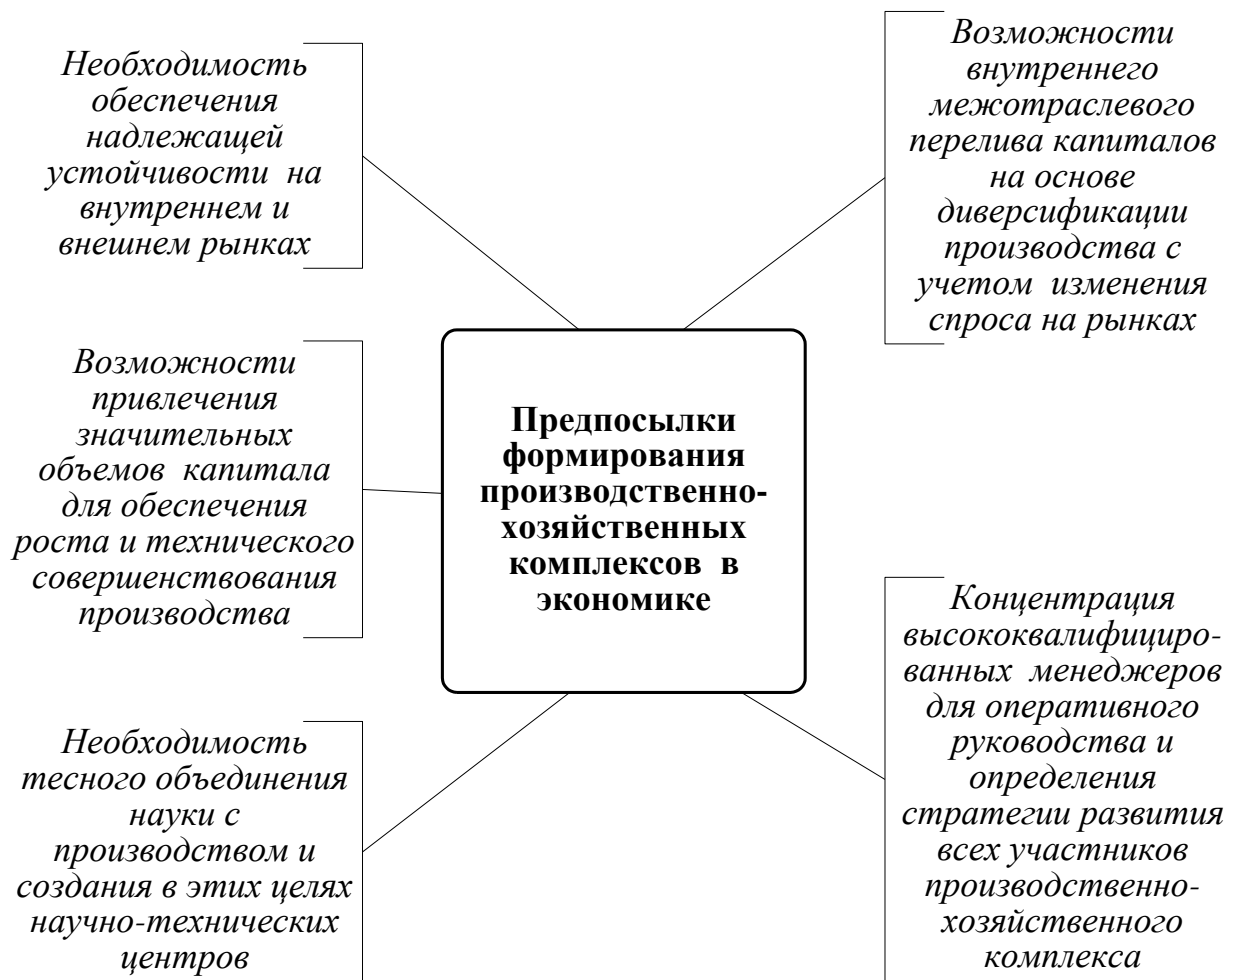 Необходимость
обеспечения
надлежащей
устойчивости на
внутреннем и
внешнем рынках
Возможности
внутреннего
межотраслевого
перелива капиталов
на основе
диверсификации
производства с
учетом изменения
спроса на рынках
Возможности
привлечения
значительных
объемов капитала
для обеспечения
роста и технического
совершенствования
производства
Предпосылки
формирования
производственно-
хозяйственных
комплексов в
экономике
Необходимость
тесного объединения
науки с
производством и
создания в этих целях
научно-технических
центров
Концентрация
высококвалифициро-
ванных менеджеров
для оперативного
руководства и
определения
стратегии развития
всех участников
производственно-
хозяйственного
комплекса